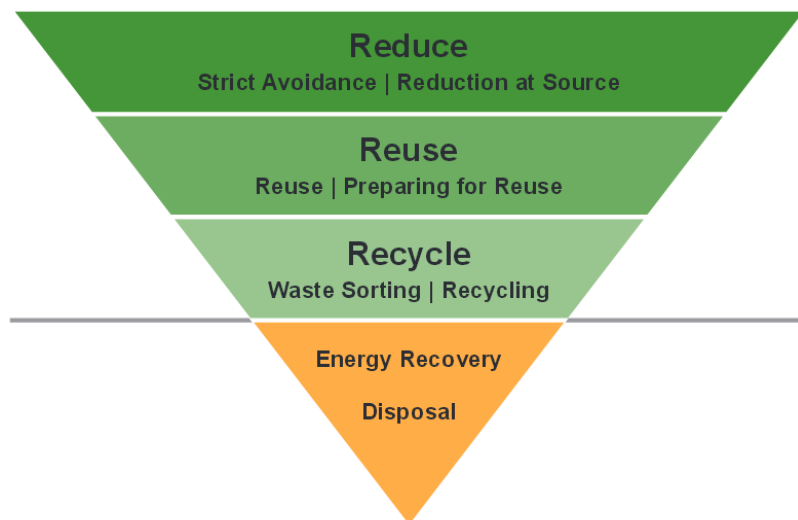 Reduce
Strict Avoidance | Reduction at Source
Reuse
Reuse | Preparing for Reuse
Recycle
Waste Sorting | Recycling
Energy Recovery
Disposal